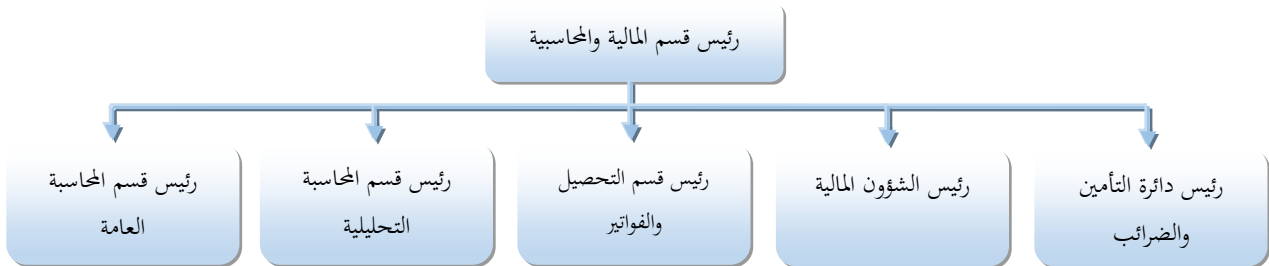 رئيس قسم المالية والمحاسبية
رئيس دائرة التأمين
والضرائب
رئيس الشؤون المالية
رئيس قسم التحصيل
والفواتير
رئيس قسم المحاسبة
التحليلية
رئيس قسم المحاسبة
العامة